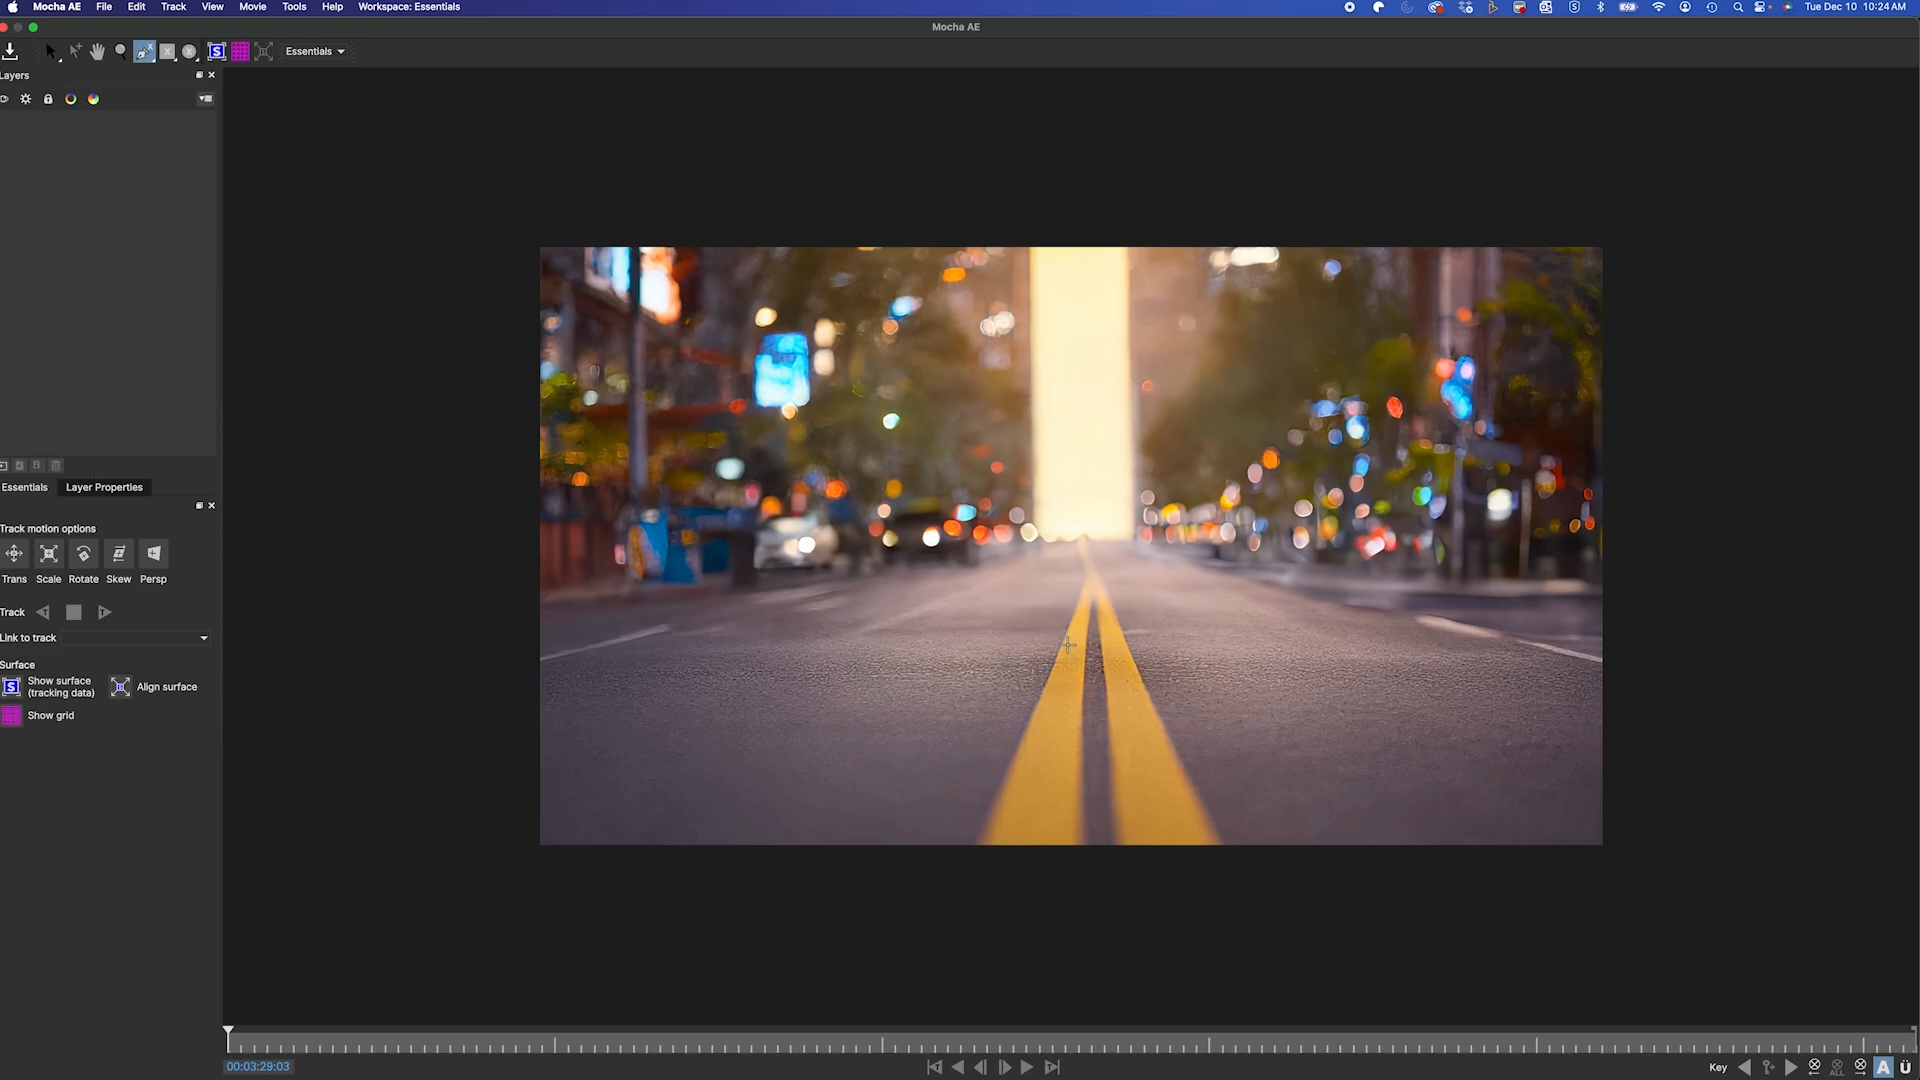 Mocha AE File Edit Track View Movie Tools Help Workspace: Essentials
Tue Dec 10 10:24 AM
Mocha AE
Essentials
Layers
Essentials Layer Properties
Track motion options
Trans Scale Rotate Skew Persp
Track
Link to track
Surface
Show surface
(tracking data)
Align surface
Show grid
00:03:29:03
Key
ALL
A
Ü